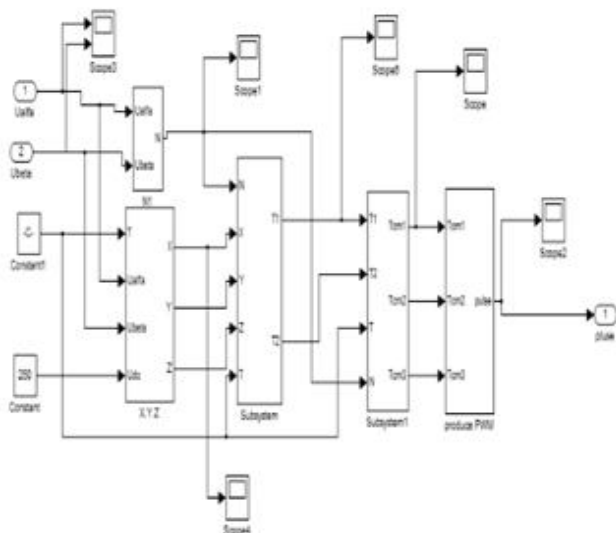 Scope3
Scope1
Scope5
Scope
1
Ualfa
2
Ubeta
Ualfa
Ubeta
N
N1
-C-
Constant1
250
Constant
T
Ualfa
Ubeta
Udc
X
Y
Z
X,Y,Z
N
X
Y
Z
T
T1
T2
Subsystem
T1
T2
T
N
Tcm1
Tcm2
Tcm3
Subsystem1
Tcm1
Tcm2
Tcm3
pulse
produce PWM
Scope2
1
Scope4